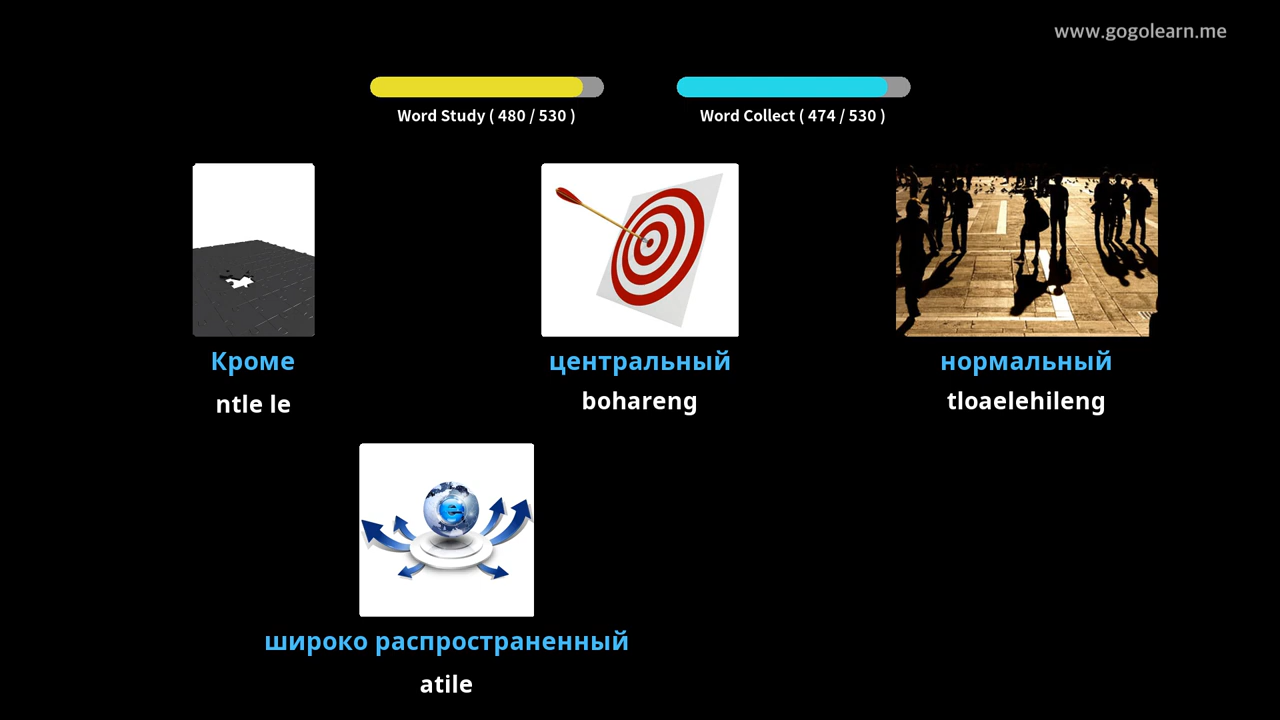 www.gogolearn.me
Word Study ( 480 / 530 )
Word Collect ( 474 / 530 )
Кроме
центральный
нормальный
ntle le
bohareng
tloaelehileng
e
широко распространенный
atile